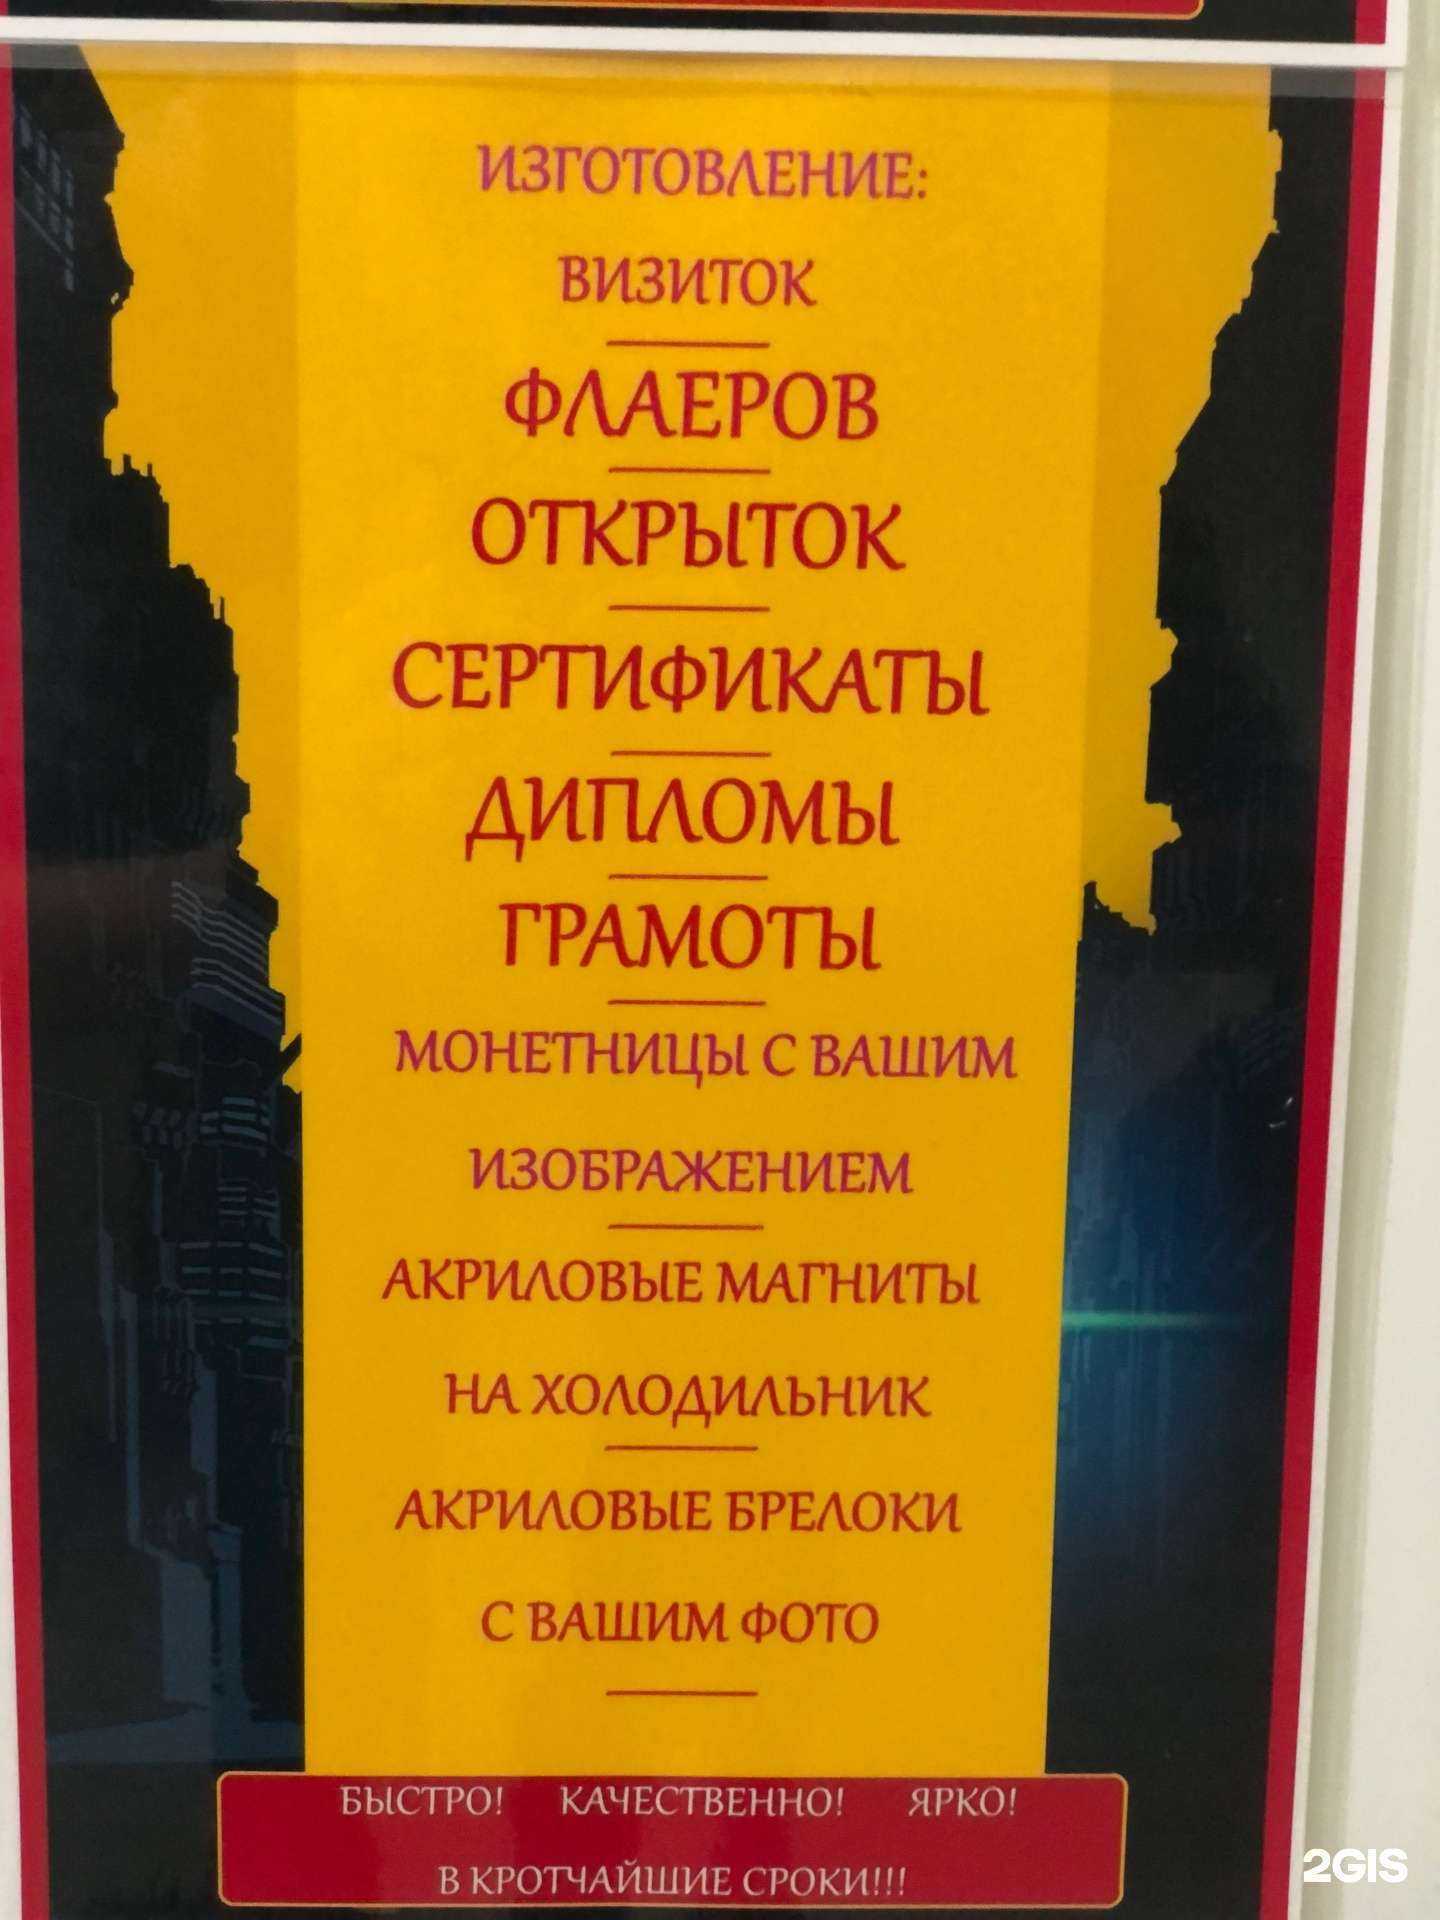 ИЗГОТОВЛЕНИЕ:
ВИЗИТОК
ФЛАЕРОВ
ОТКРЫТОК
СЕРТИФИКАТЫ
ДИПЛОМЫ
ГРАМОТЫ
МОНЕТНИЦЫ С ВАШИМ
ИЗОБРАЖЕНИЕМ
АКРИЛОВЫЕ МАГНИТЫ
НА ХОЛОДИЛЬНИК
АКРИЛОВЫЕ БРЕЛОКИ
С ВАШИМ ФОТО
БЫСТРО! КАЧЕСТВЕННО! ЯРКО!
В КРОТЧАЙШИЕ СРОКИ!!!
2GIS